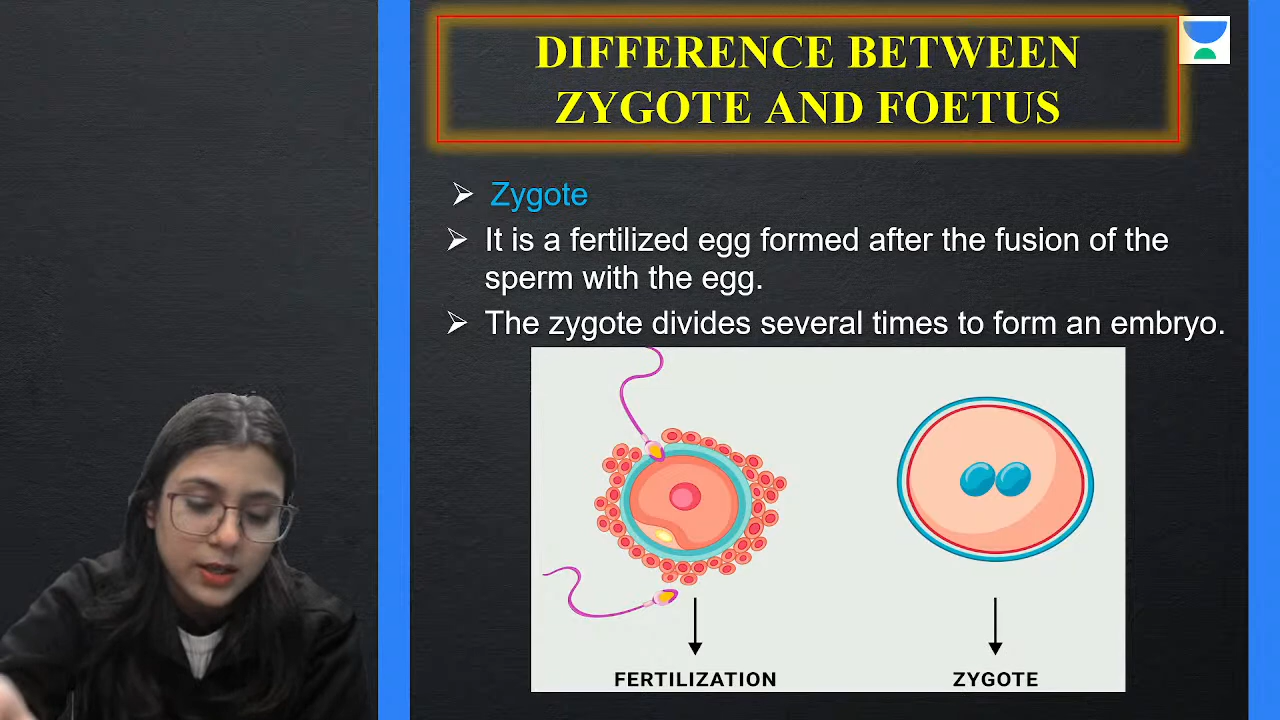 DIFFERENCE BETWEEN
ZYGOTE AND FOETUS
Zygote
It is a fertilized egg formed after the fusion of the
sperm with the egg.
The zygote divides several times to form an embryo.
FERTILIZATION
ZYGOTE